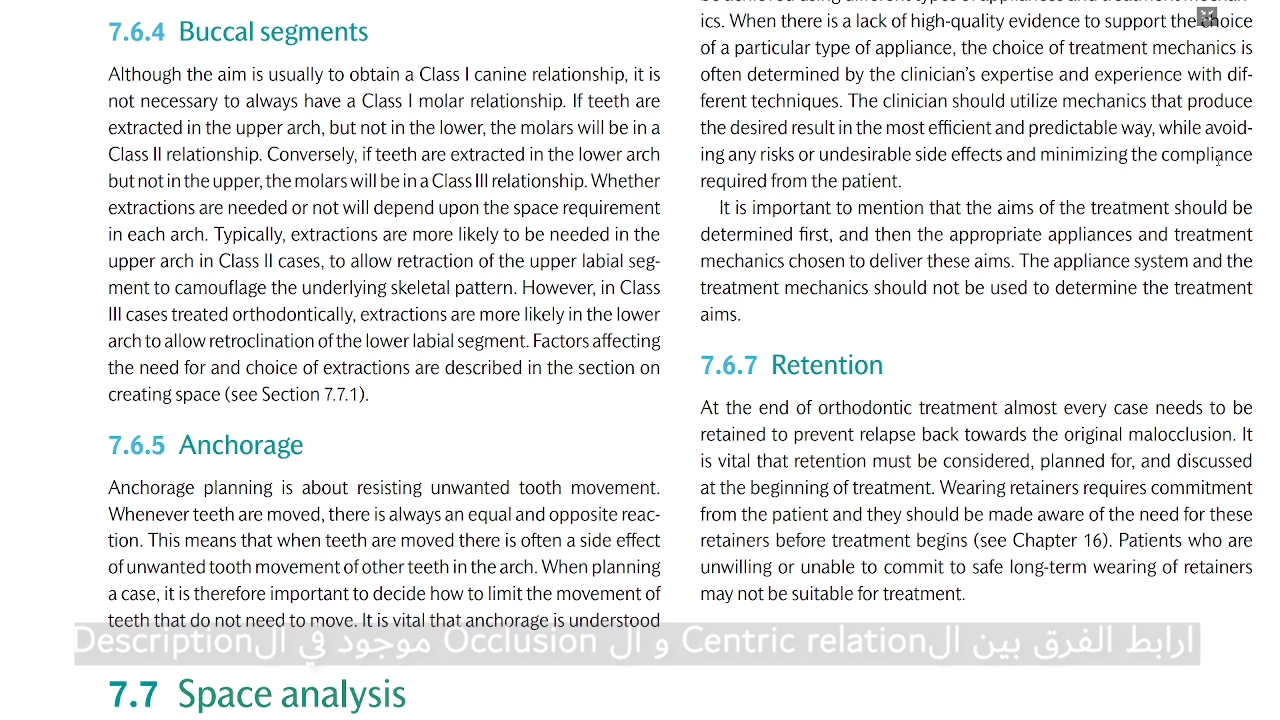 7.6.4 Buccal segments
Although the aim is usually to obtain a Class I canine relationship, it is
not necessary to always have a Class I molar relationship. If teeth are
extracted in the upper arch, but not in the lower, the molars will be in a
Class II relationship. Conversely, if teeth are extracted in the lower arch
but not in the upper, the molars will be in a Class III relationship. Whether
extractions are needed or not will depend upon the space requirement
in each arch. Typically, extractions are more likely to be needed in the
upper arch in Class II cases, to allow retraction of the upper labial seg-
ment to camouflage the underlying skeletal pattern. However, in Class
III cases treated orthodontically, extractions are more likely in the lower
arch to allow retroclination of the lower labial segment. Factors affecting
the need for and choice of extractions are described in the section on
creating space (see Section 7.7.1).
7.6.5 Anchorage
Anchorage planning is about resisting unwanted tooth movement.
Whenever teeth are moved, there is always an equal and opposite reac-
tion. This means that when teeth are moved there is often a side effect
of unwanted tooth movement of other teeth in the arch. When planning
a case, it is therefore important to decide how to limit the movement of
teeth that do not need to move. It is vital that anchorage is understood
ics. When there is a lack of high-quality evidence to support the choice
of a particular type of appliance, the choice of treatment mechanics is
often determined by the clinician's expertise and experience with dif-
ferent techniques. The clinician should utilize mechanics that produce
the desired result in the most efficient and predictable way, while avoid-
ing any risks or undesirable side effects and minimizing the compliance
required from the patient.
It is important to mention that the aims of the treatment should be
determined first, and then the appropriate appliances and treatment
mechanics chosen to deliver these aims. The appliance system and the
treatment mechanics should not be used to determine the treatment
aims.
7.6.7 Retention
At the end of orthodontic treatment almost every case needs to be
retained to prevent relapse back towards the original malocclusion. It
is vital that retention must be considered, planned for, and discussed
at the beginning of treatment. Wearing retainers requires commitment
from the patient and they should be made aware of the need for these
retainers before treatment begins (see Chapter 16). Patients who are
unwilling or unable to commit to safe long-term wearing of retainers
may not be suitable for treatment.
ارابط الفرق بين الCentric relation و ال Occlusion موجود في الDescription
7.7 Space analysis